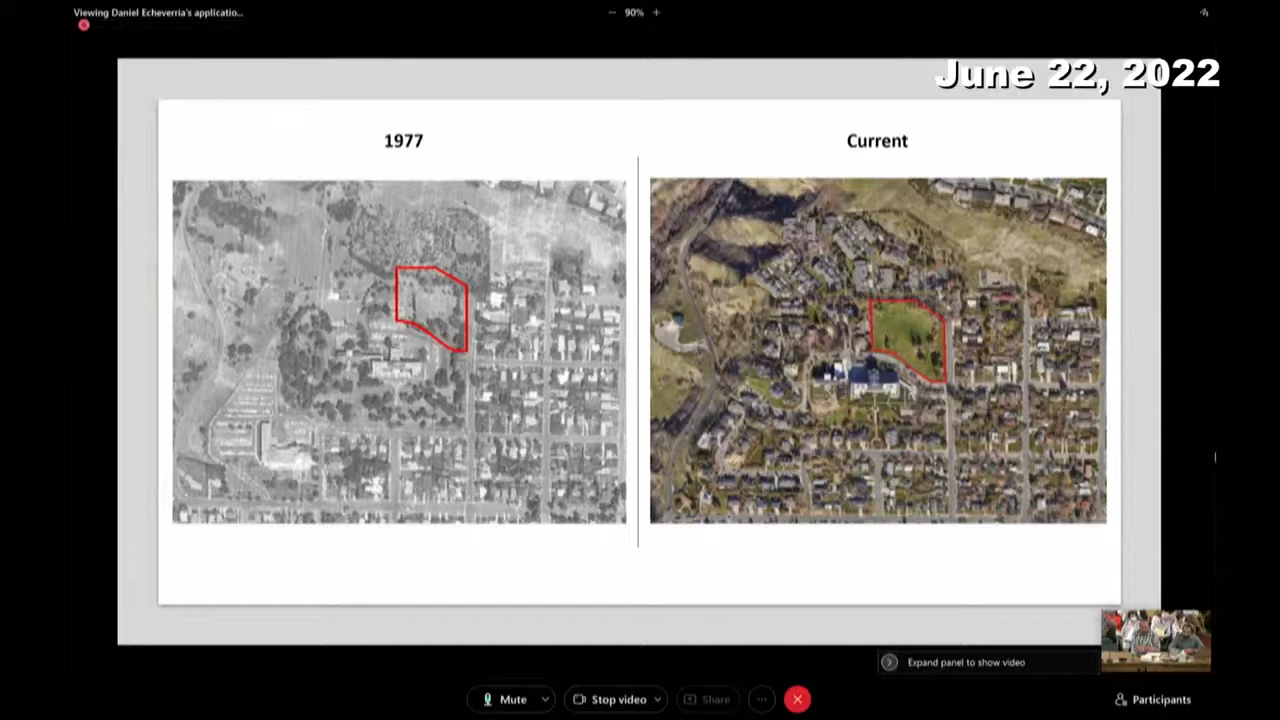 Viewing Daniel Echeverria's applicatio...
90%
June 22, 2022
1977
Current
Expand panel to show video
Mute
Stop video
Share
Participants